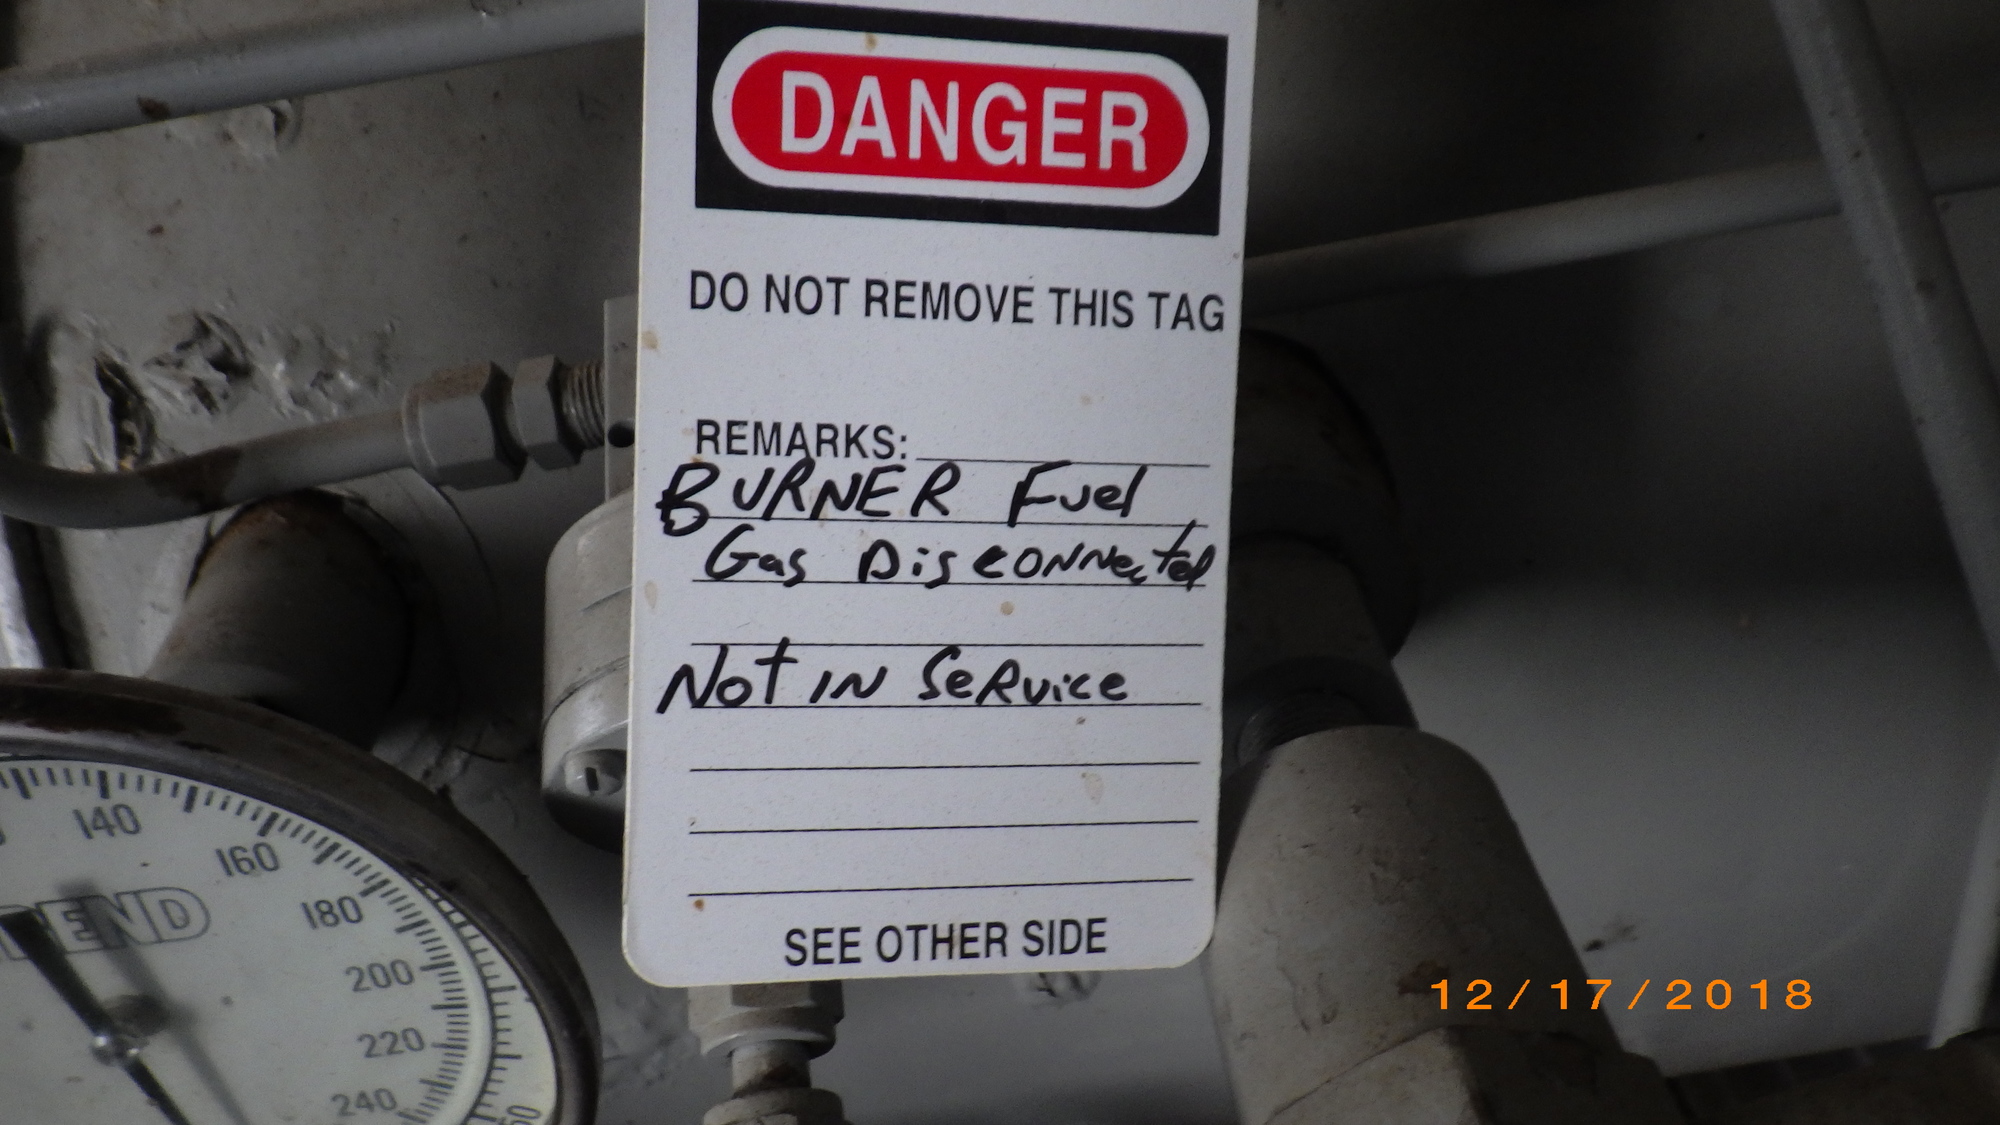 DANGER
DO NOT REMOVE THIS TAG
REMARKS:
BURNER Fuel
Gas Disconnected
Not in Service
SEE OTHER SIDE
140
160
180
200
220
240
12/17/2018